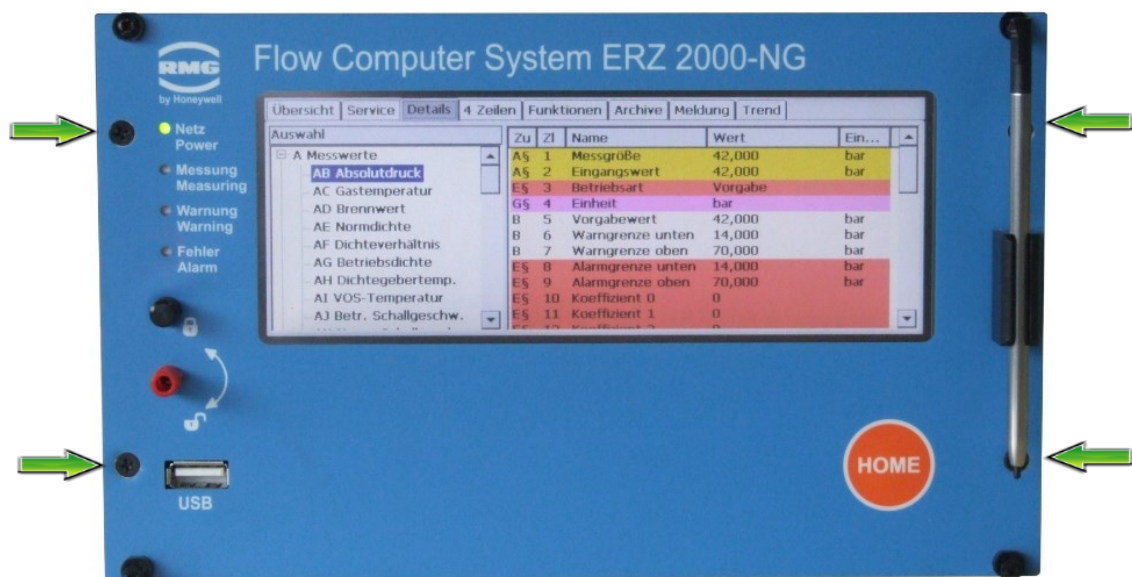 Flow Computer System ERZ 2000-NG
RMG
by Honeywell
Netz
Power
Messung
Measuring
Warnung
Warning
Fehler
Alarm
Übersicht Service Details 4 Zeilen Funktionen Archive Meldung Trend
Auswahl
A Messwerte
AB Absolutdruck
AC Gastemperatur
AD Brennwert
AE Normdichte
AF Dichteverhältnis
AG Betriebsdichte
AH Dichtegebertemp.
AI VOS-Temperatur
AJ Betr. Schallgeschw.
Zu Zl Name Wert Ein...
A§ 1 Messgröße 42,000 bar
A§ 2 Eingangswert 42,000 bar
E§ 3 Betriebsart Vorgabe
G§ 4 Einheit bar
B 5 Vorgabewert 42,000 bar
B 6 Warngrenze unten 14,000 bar
B 7 Warngrenze oben 70,000 bar
E§ 8 Alarmgrenze unten 14,000 bar
E§ 9 Alarmgrenze oben 70,000 bar
E§ 10 Koeffizient 0 0
E§ 11 Koeffizient 1 0
USB
HOME